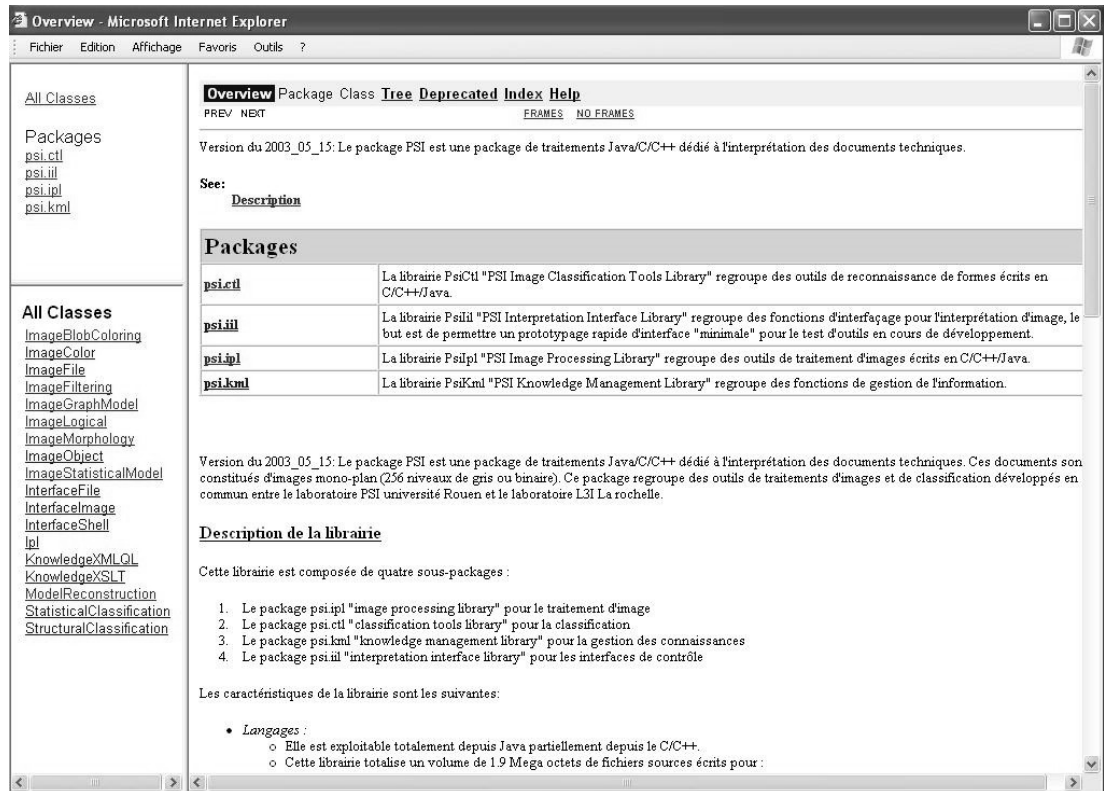 Overview - Microsoft Internet Explorer
Fichier Edition Affichage Favoris Outils ?
All Classes
Packages
psi.ctl
psi.iil
psi.ipl
psi.kml
All Classes
ImageBlobColoring
ImageColor
ImageFile
ImageFiltering
ImageGraphModel
ImageLogical
ImageMorphology
ImageObject
ImageStatisticalModel
InterfaceFile
InterfaceImage
InterfaceShell
Ipl
KnowledgeXMLQL
KnowledgeXSLT
ModelReconstruction
StatisticalClassification
StructuralClassification
Overview Package Class Tree Deprecated Index Help
PREV NEXT FRAMES NO FRAMES
Version du 2003_05_15: Le package PSI est une package de traitements Java/C/C++ dédié à l'interprétation des documents techniques.
See:
Description
Packages
psi.ctl La librairie PsiCtl "PSI Image Classification Tools Library" regroupe des outils de reconnaissance de formes écrits en
C/C++/Java.
psi.iil La librairie PsiIil "PSI Interpretation Interface Library" regroupe des fonctions d'interfaçage pour l'interprétation d'image, le
but est de permettre un prototypage rapide d'interface "minimale" pour le test d'outils en cours de développement.
psi.ipl La librairie PsiIpl "PSI Image Processing Library" regroupe des outils de traitement d'images écrits en C/C++/Java.
psi.kml La librairie PsiKml "PSI Knowledge Management Library" regroupe des fonctions de gestion de l'information.
Version du 2003_05_15: Le package PSI est une package de traitements Java/C/C++ dédié à l'interprétation des documents techniques. Ces documents son
constitués d'images mono-plan (256 niveaux de gris ou binaire). Ce package regroupe des outils de traitements d'images et de classification développés en
commun entre le laboratoire PSI université Rouen et le laboratoire L3I La rochelle.
Description de la librairie
Cette librairie est composée de quatre sous-packages :
1. Le package psi.ipl "image processing library" pour le traitement d'image
2. Le package psi.ctl "classification tools library" pour la classification
3. Le package psi.kml "knowledge management library" pour la gestion des connaissances
4. Le package psi.iil "interpretation interface library" pour les interfaces de contrôle
Les caractéristiques de la librairie sont les suivantes:
• Langages :
○ Elle est exploitable totalement depuis Java partiellement depuis le C/C++.
○ Cette librairie totalise un volume de 1.9 Mega octets de fichiers sources écrits pour :